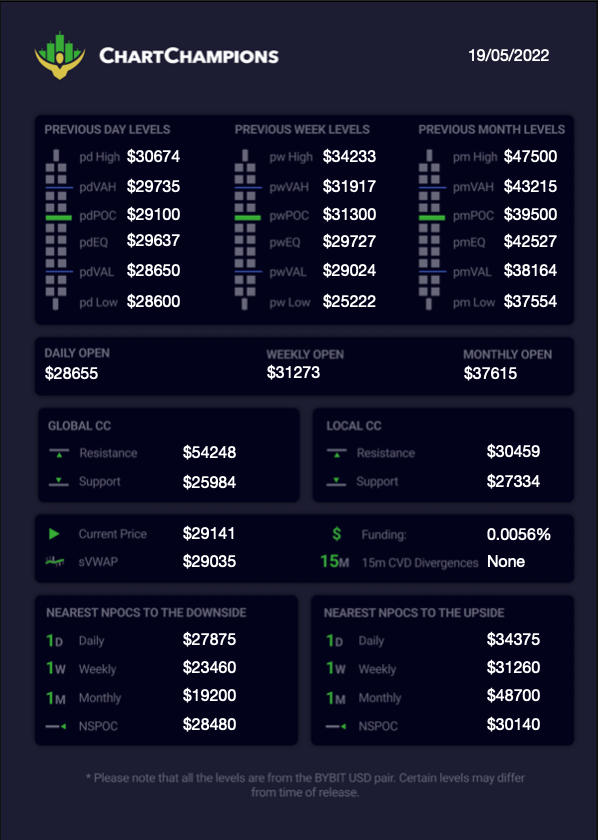 CHARTCHAMPIONS
19/05/2022
PREVIOUS DAY LEVELS PREVIOUS WEEK LEVELS PREVIOUS MONTH LEVELS
pd High $30674 pw High $34233 pm High $47500
pdVAH $29735 pwVAH $31917 pmVAH $43215
pdPOC $29100 pwPOC $31300 pmPOC $39500
pdEQ $29637 pwEQ $29727 pmEQ $42527
pdVAL $28650 pwVAL $29024 pmVAL $38164
pd Low $28600 pw Low $25222 pm Low $37554
DAILY OPEN WEEKLY OPEN MONTHLY OPEN
$28655 $31273 $37615
GLOBAL CC LOCAL CC
Resistance $54248 Resistance $30459
Support $25984 Support $27334
Current Price $29141 $ Funding: 0.0056%
sVWAP $29035 15M 15m CVD Divergences None
NEAREST NPOCS TO THE DOWNSIDE NEAREST NPOCS TO THE UPSIDE
1D Daily $27875 1D Daily $34375
1W Weekly $23460 1W Weekly $31260
1M Monthly $19200 1M Monthly $48700
NSPOC $28480 NSPOC $30140
* Please note that all the levels are from the BYBIT USD pair. Certain levels may differ
from time of release.